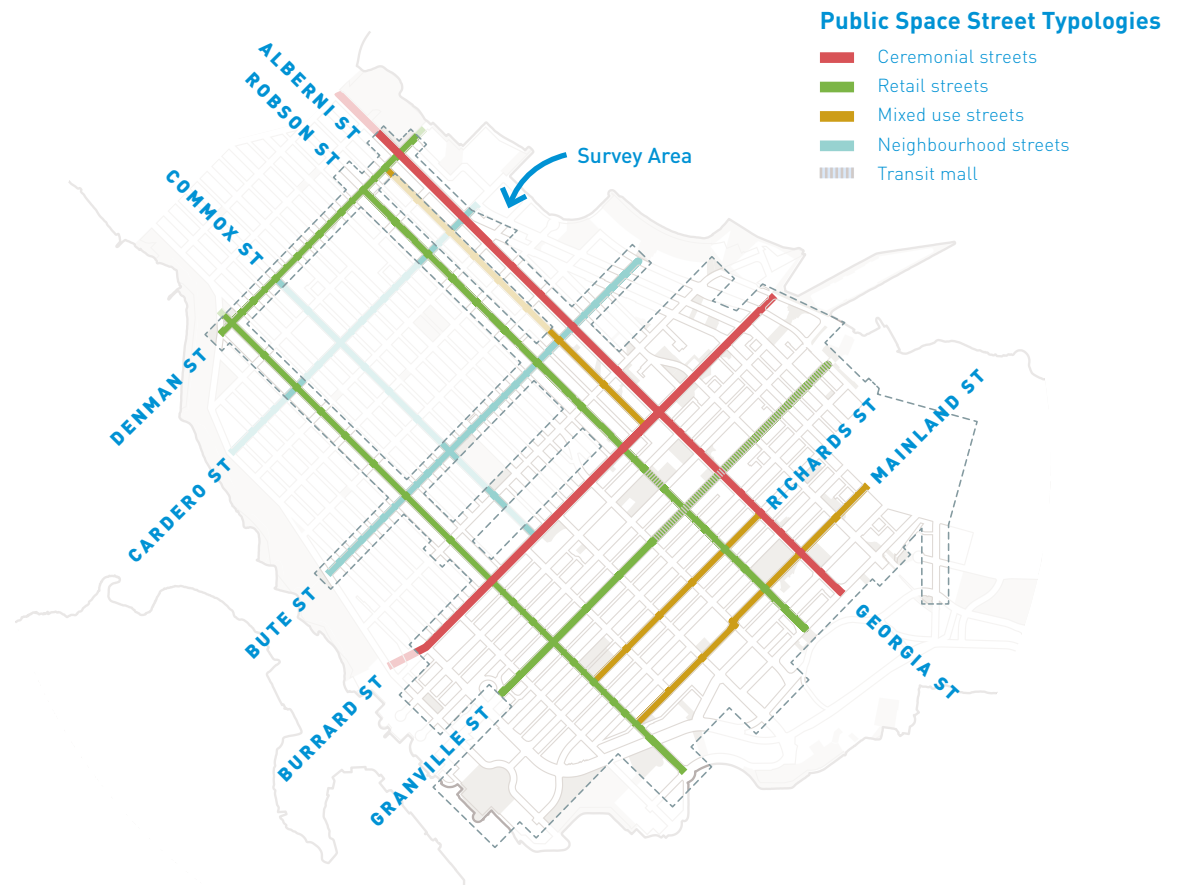 Public Space Street Typologies
Ceremonial streets
Retail streets
Mixed use streets
Neighbourhood streets
Transit mall
Survey Area
ALBERNI ST
ROBSON ST
COMMOX ST
DENMAN ST
CARDERO ST
BUTE ST
BURRARD ST
GRANVILLE ST
RICHARDS ST
MAINLAND ST
GEORGIA ST